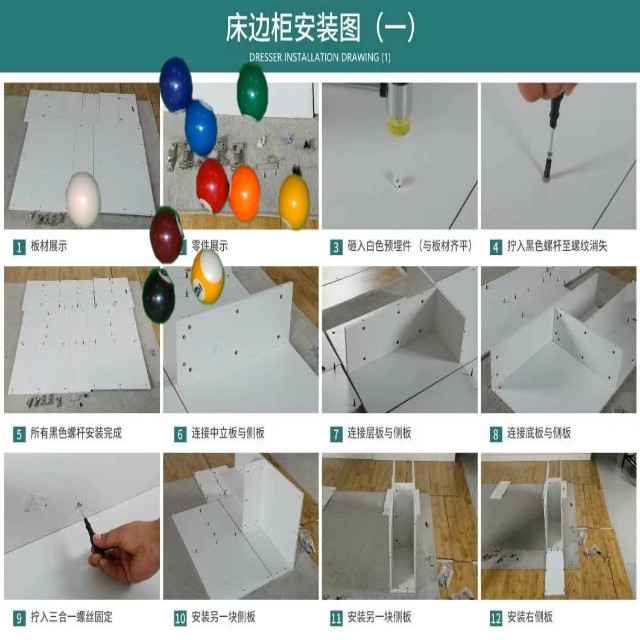 床边柜安装图（一）
DRESSER INSTALLATION DRAWING (1)
1 板材展示
零件展示
3 砸入白色预埋件 （与板材齐平）
4 拧入黑色螺杆至螺纹消失
5 所有黑色螺杆安装完成
6 连接中立板与侧板
7 连接层板与侧板
8 连接底板与侧板
9 拧入三合一螺丝固定
10 安装另一块侧板
11 安装另一块侧板
12 安装右侧板